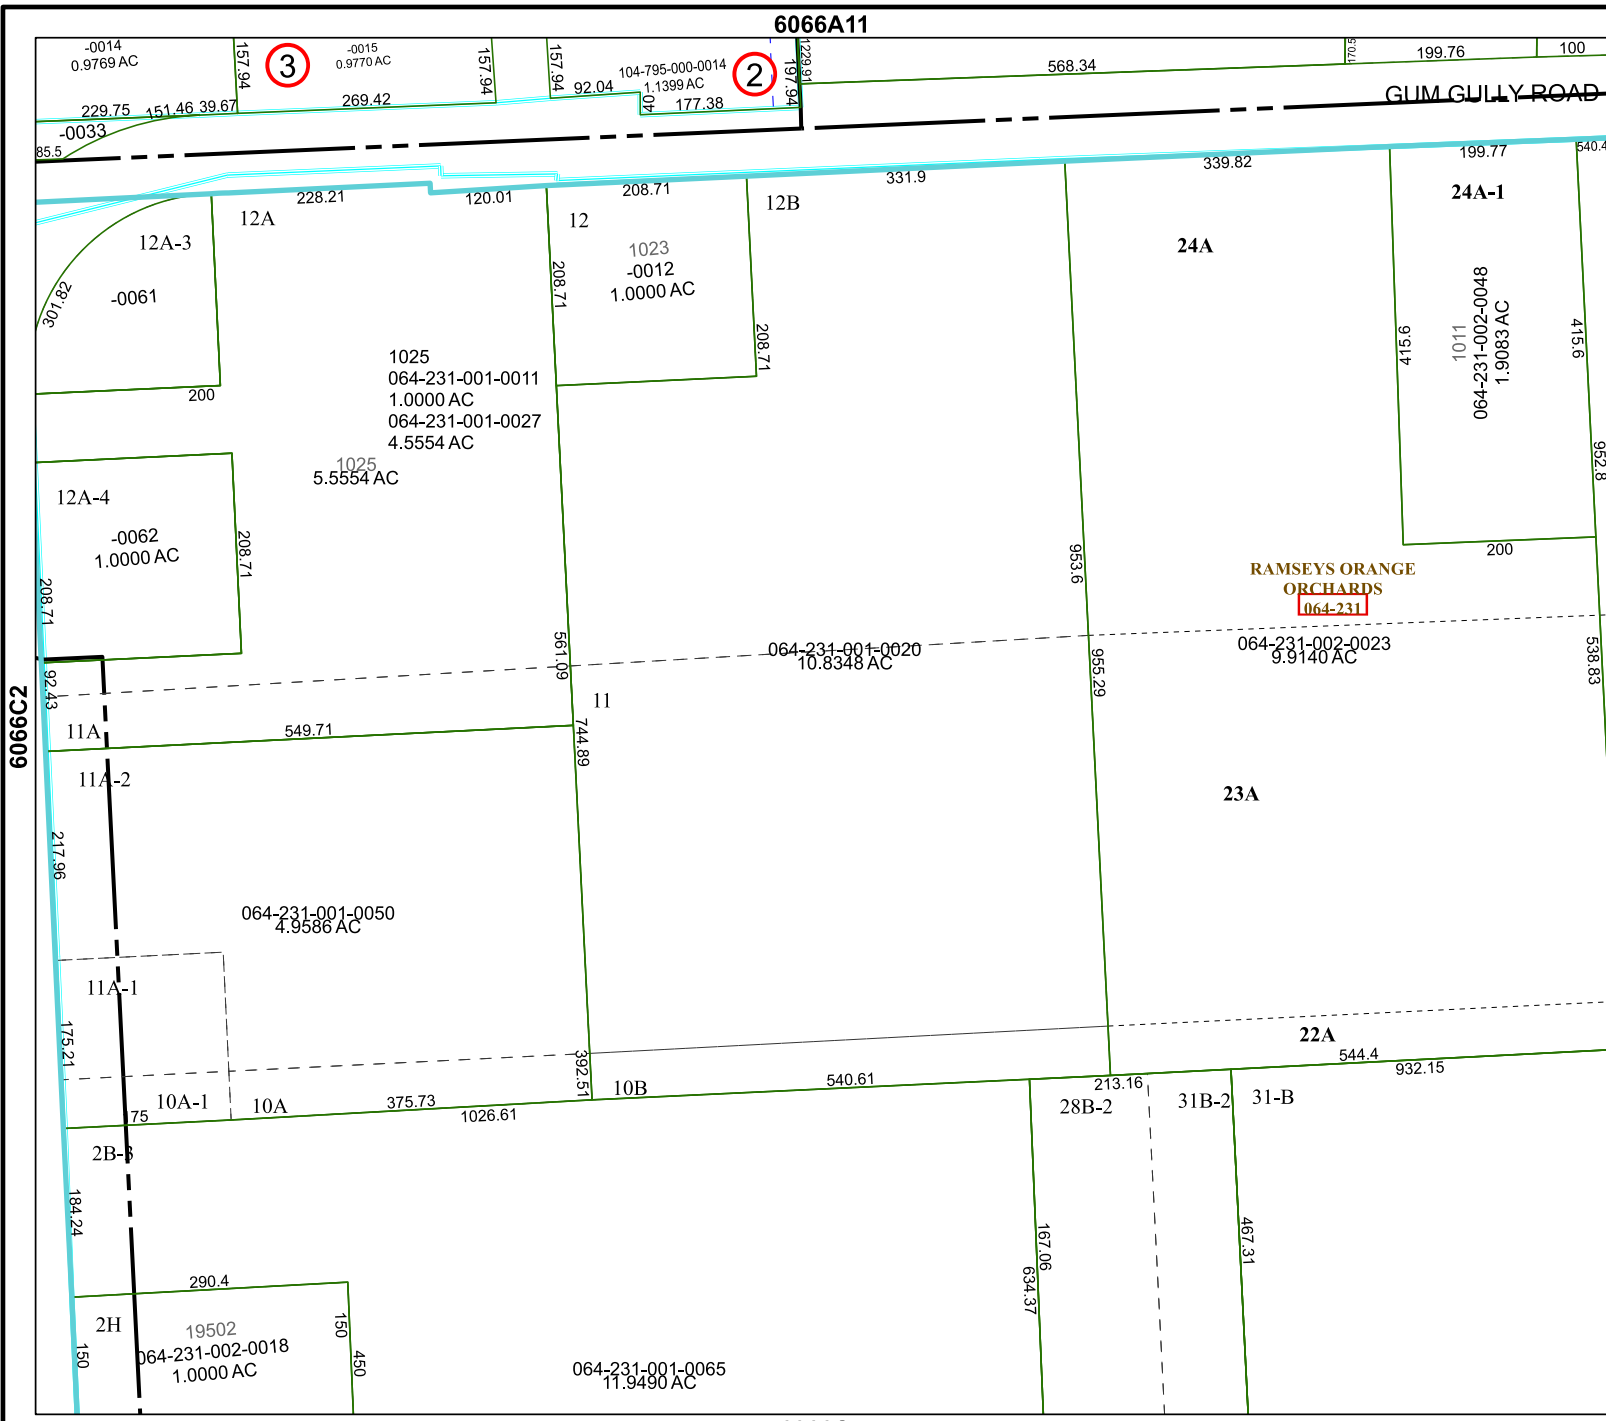 6066A11
-0014
0.9769 AC
157.94
3
-0015
0.9770 AC
157.94
157.94
92.04
104-795-000-0014
1.1399 AC
40
177.38
2
197.94
1229.91
568.34
170.5
199.76
100
GUM GULLY ROAD
229.75
151.46
39.67
269.42
-0033
85.5
228.21
120.01
208.71
331.9
339.82
199.77
540.4
12A
12
12B
24A-1
12A-3
24A
1023
-0012
1.0000 AC
-0061
301.82
208.71
208.71
200
1025
064-231-001-0011
1.0000 AC
064-231-001-0027
4.5554 AC
1025
5.5554 AC
415.6
1011
064-231-002-0048
1.9083 AC
415.6
952.8
12A-4
-0062
1.0000 AC
208.71
208.71
953.6
200
RAMSEYS ORANGE
ORCHARDS
064-231
064-231-002-0023
9.9140 AC
538.83
561.09
064-231-001-0020
10.8348 AC
955.29
92.43
6066C2
11
11A
549.71
744.89
11A-2
23A
217.96
064-231-001-0050
4.9586 AC
11A-1
175.21
22A
392.51
544.4
932.15
10A-1
75
10A
375.73
1026.61
10B
540.61
213.16
28B-2
31B-2
31-B
2B-3
184.24
167.06
634.37
467.31
290.4
2H
19502
064-231-002-0018
1.0000 AC
150
150
450
064-231-001-0065
11.9490 AC